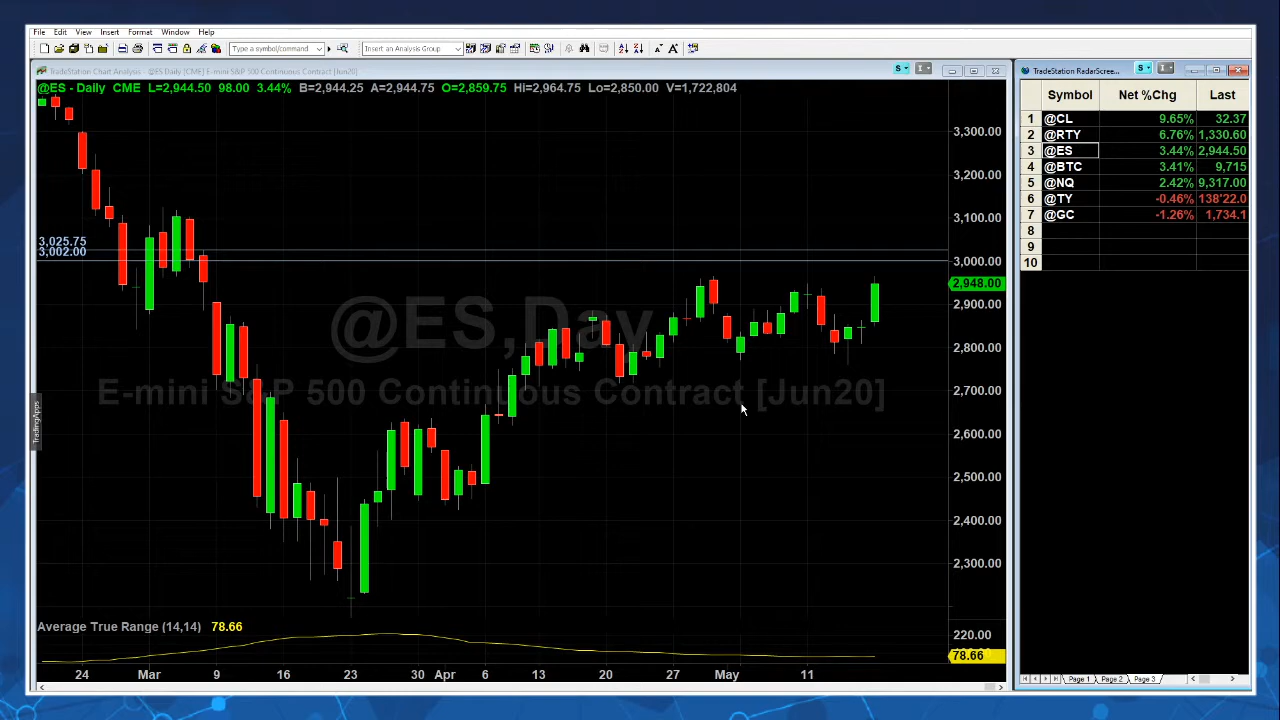 File Edit View Insert Format Window Help
Type a symbol/command
Insert an Analysis Group
TradeStation Chart Analysis - @ES Daily [CME] E-mini S&P 500 Continuous Contract [Jun20]
@ES - Daily CME L=2,944.50 98.00 3.44% B=2,944.25 A=2,944.75 O=2,859.75 Hi=2,964.75 Lo=2,850.00 V=1,722,804
3,300.00
3,200.00
3,100.00
3,025.75
3,002.00
3,000.00
2,948.00
2,900.00
2,800.00
2,700.00
2,600.00
2,500.00
2,400.00
2,300.00
@ES,Day
E-mini S&P 500 Continuous Contract [Jun20]
TradingApps
Average True Range (14,14) 78.66
220.00
78.66
24 Mar 9 16 23 30 Apr 6 13 20 27 May 11
TradeStation RadarScree...
Symbol Net %Chg Last
1 @CL 9.65% 32.37
2 @RTY 6.76% 1,330.60
3 @ES 3.44% 2,944.50
4 @BTC 3.41% 9,715
5 @NQ 2.42% 9,317.00
6 @TY -0.46% 138'22.0
7 @GC -1.26% 1,734.1
8
9
10
Page 1 Page 2 Page 3